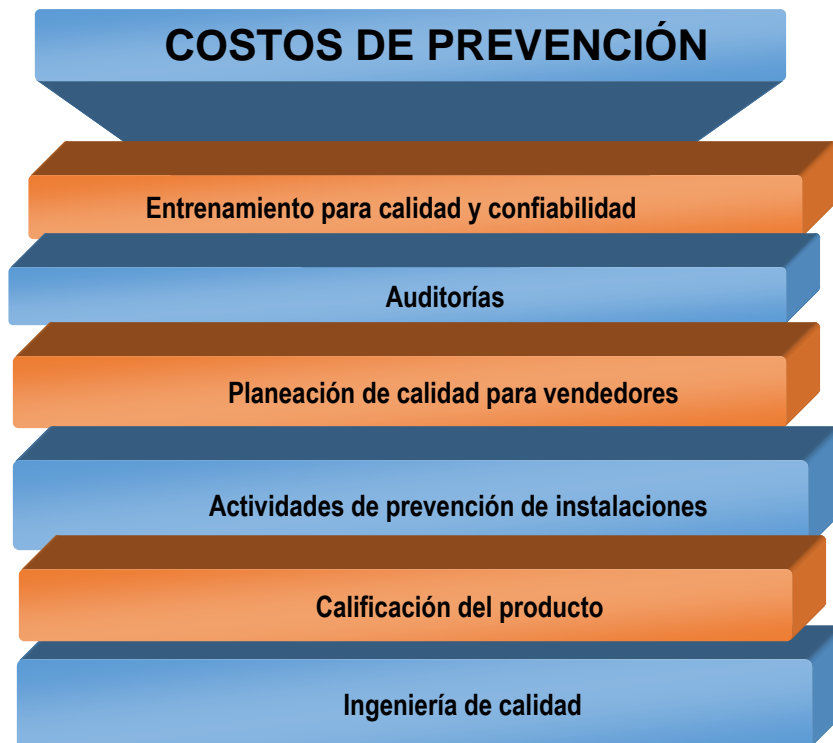 COSTOS DE PREVENCIÓN
Entrenamiento para calidad y confiabilidad
Auditorías
Planeación de calidad para vendedores
Actividades de prevención de instalaciones
Calificación del producto
Ingeniería de calidad